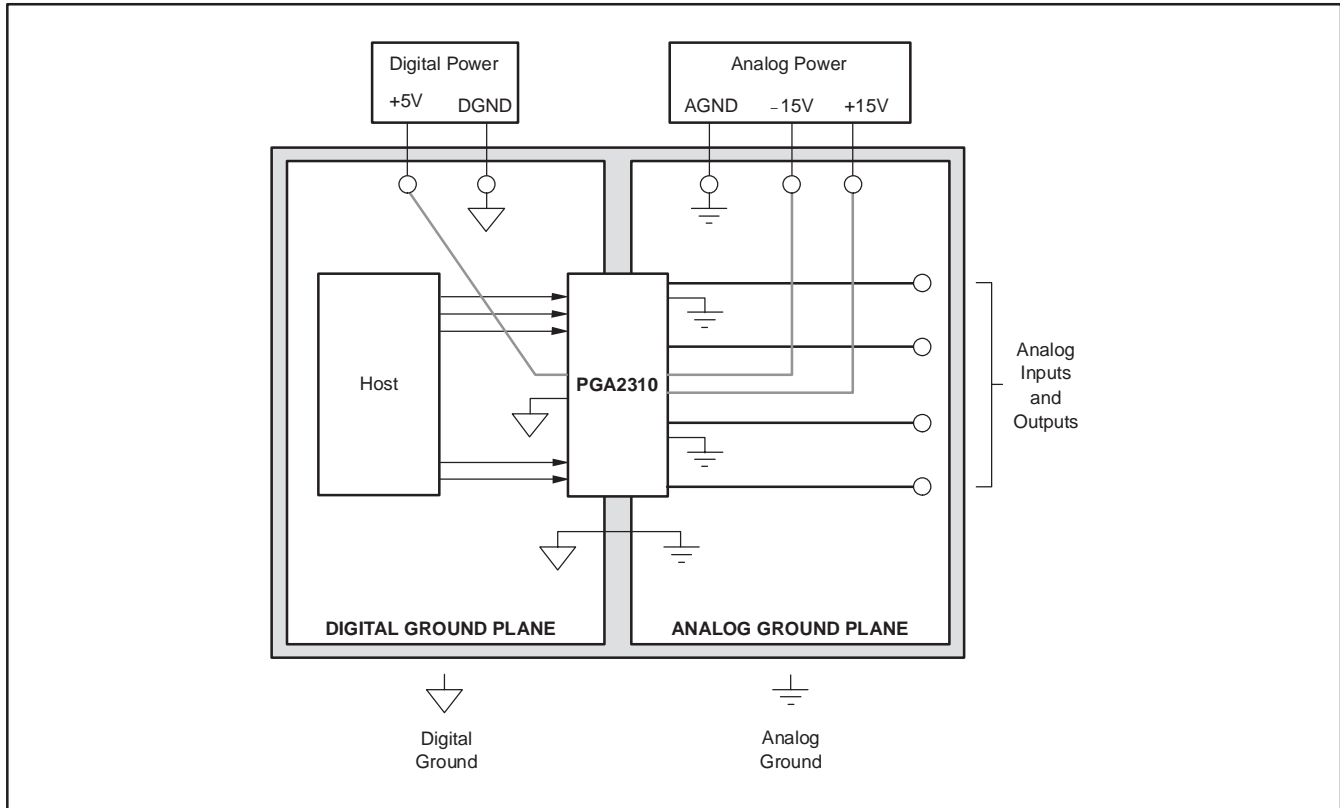 Digital Power
+5V
DGND
Analog Power
AGND
−15V
+15V
Host
PGA2310
Analog
Inputs
and
Outputs
DIGITAL GROUND PLANE
ANALOG GROUND PLANE
Digital
Ground
Analog
Ground